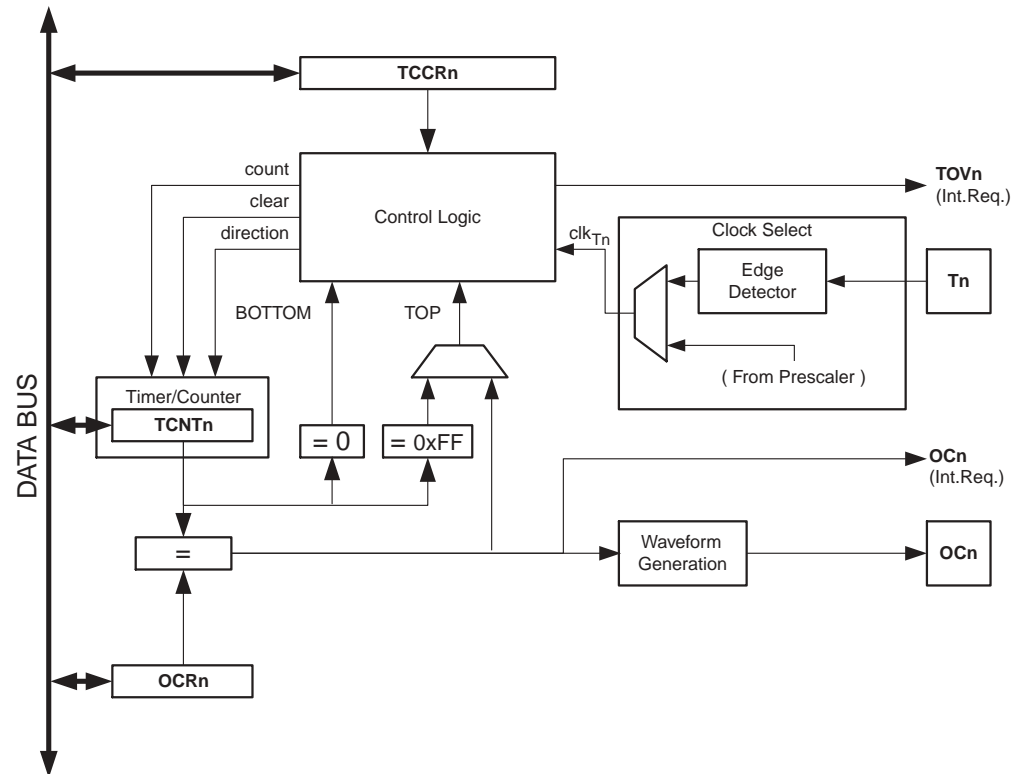 TCCRn
count
clear
direction
Control Logic
TOVn
(Int.Req.)
clkTn
Clock Select
Edge
Detector
Tn
( From Prescaler )
BOTTOM
TOP
DATA BUS
Timer/Counter
TCNTn
= 0
= 0xFF
OCn
(Int.Req.)
=
Waveform
Generation
OCn
OCRn